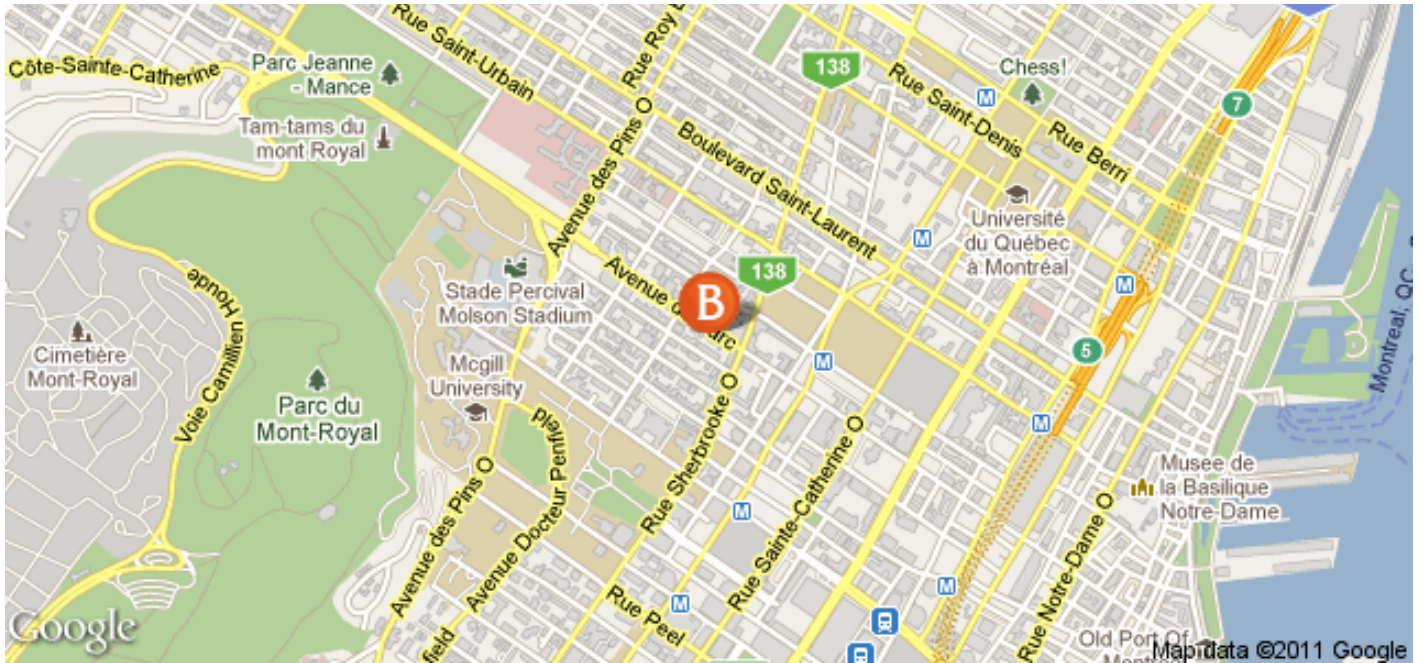 Côte-Sainte-Catherine
Parc Jeanne
- Mance
Rue Saint-Urbain
Rue Roy
138
Rue Saint-Denis
Chess!
M
7
Tam-tams du
mont Royal
Avenue des Pins O
Boulevard Saint-Laurent
Rue Berri
Université
du Québec
à Montréal
M
M
Voie Camillien Houde
Stade Percival
Molson Stadium
Avenue
B
138
Cimetière
Mont-Royal
Mcgill
University
Parc du
Mont-Royal
M
5
Montreal, QC
Avenue Docteur Penfield
Rue Sherbrooke O
Rue Sainte-Catherine O
M
Musee de
la Basilique
Notre-Dame
Avenue des Pins O
M
Rue Notre-Dame O
M
M
Rue Peel
field
Old Port Of
Google
Map data ©2011 Google